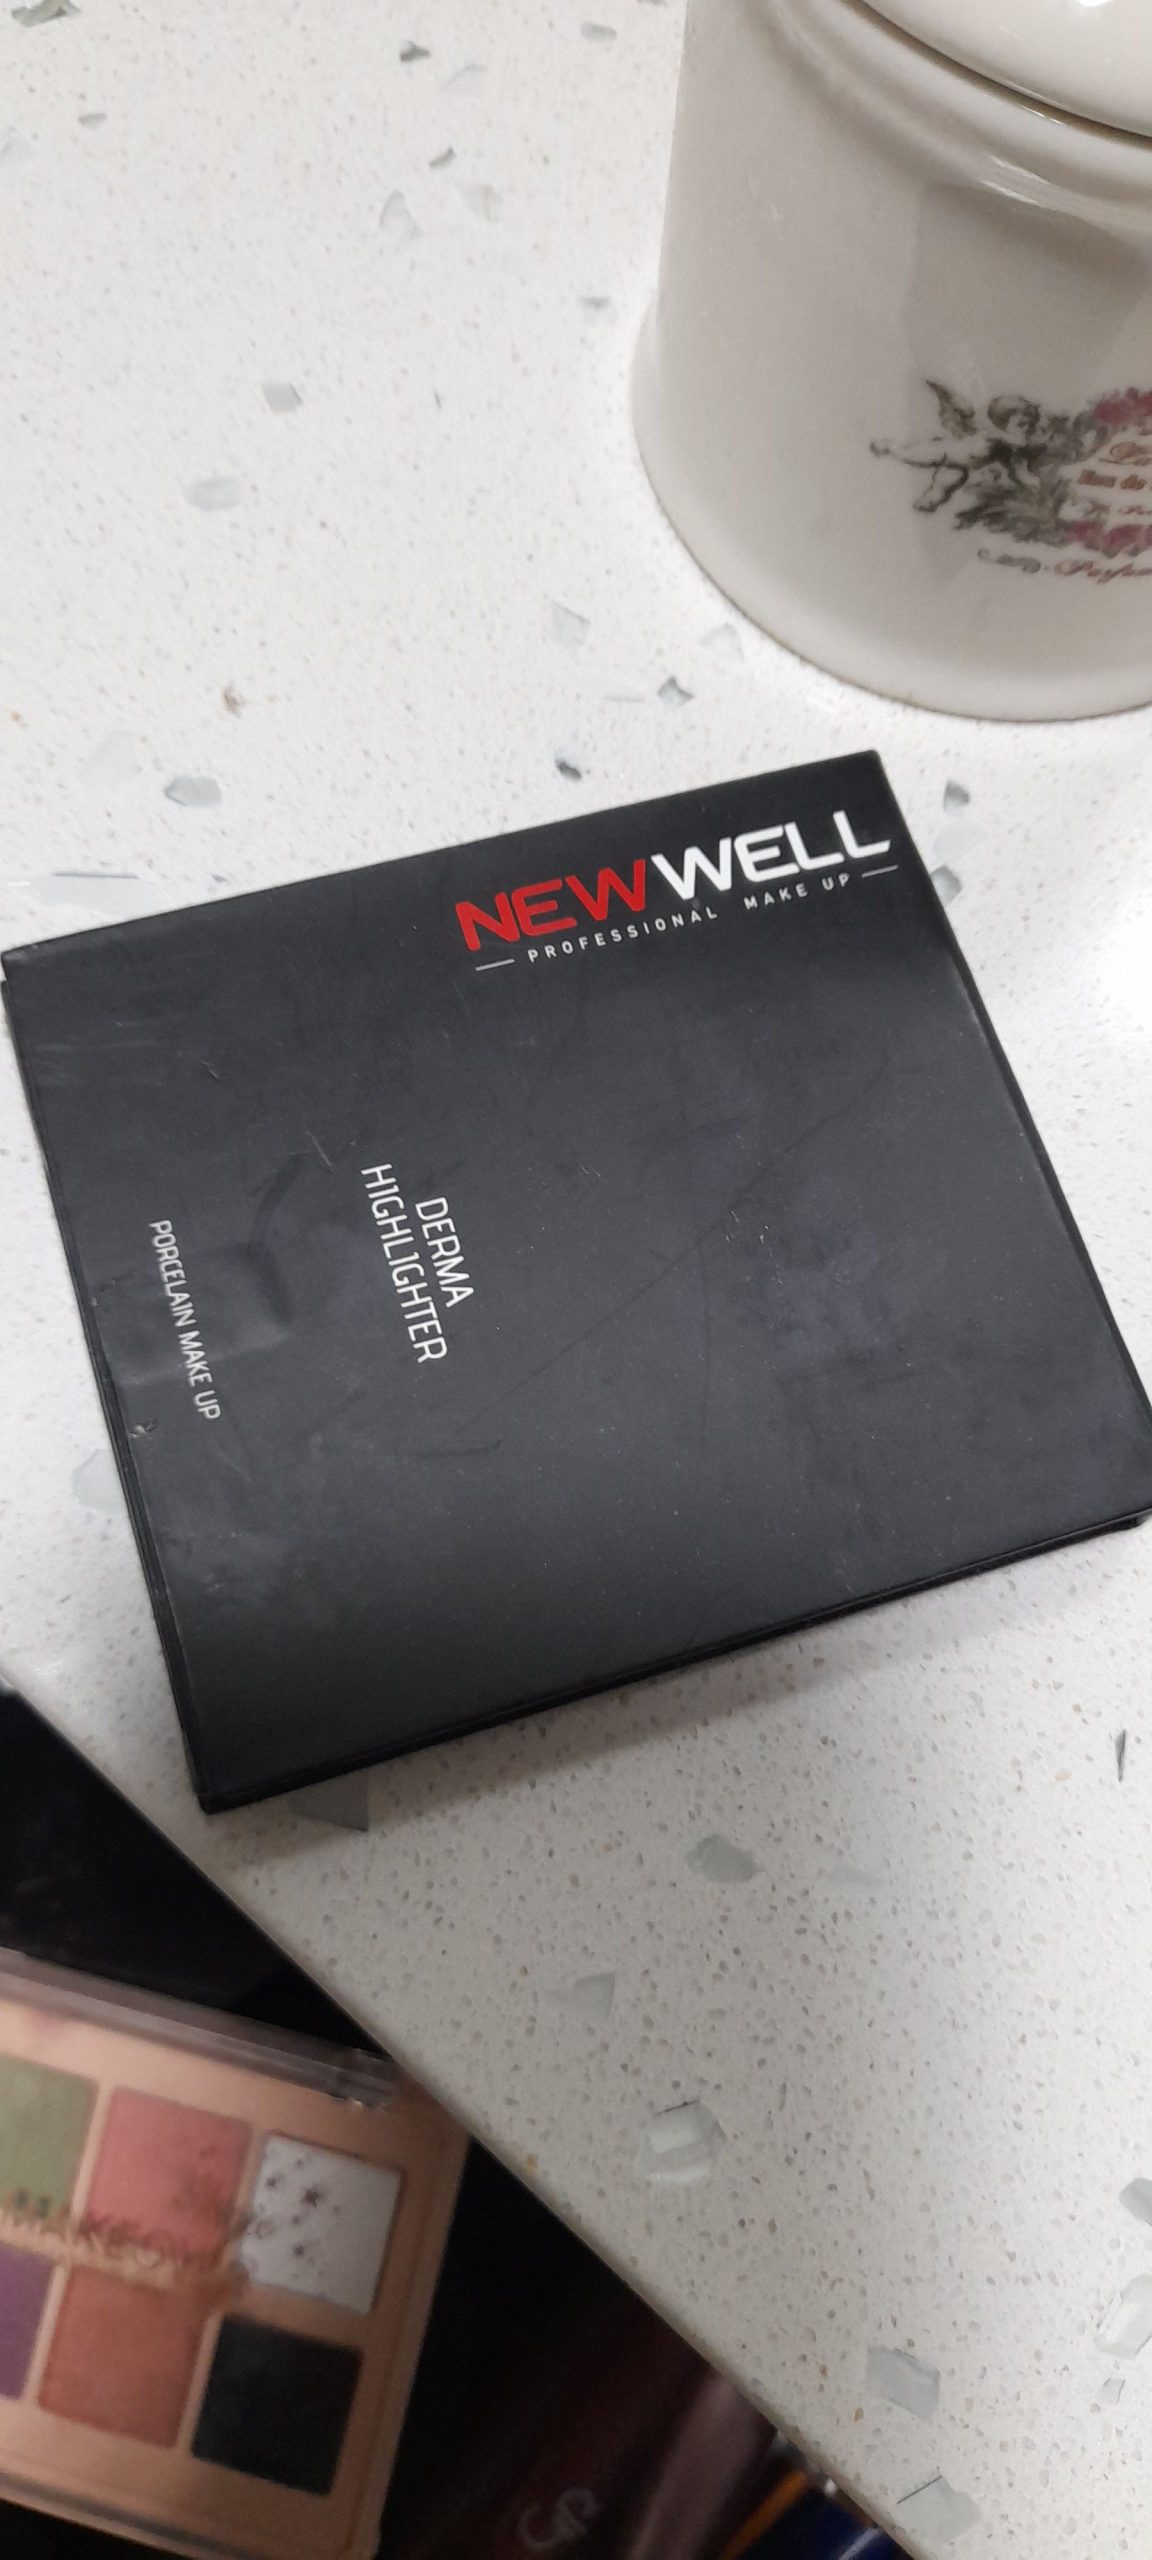 NEWWELL
PROFESSIONAL MAKE UP
DERMA
HIGHLIGHTER
PORCELAIN MAKE UP